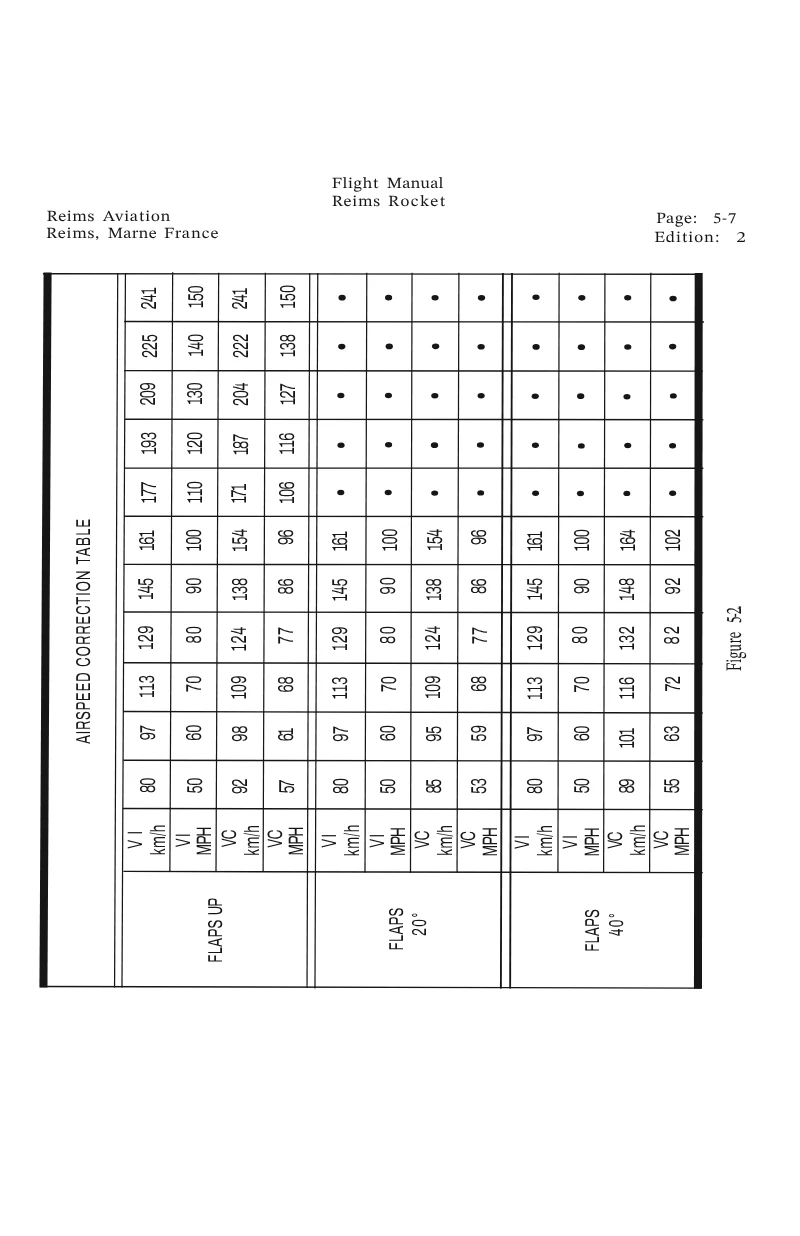 Flight Manual
Reims Rocket
Reims Aviation
Reims, Marne France
Page: 5-7
Edition: 2
AIRSPEED CORRECTION TABLE
FLAPS UP
VI km/h 80 97 113 129 145 161 177 193 209 225 241
VI MPH 50 60 70 80 90 100 110 120 130 140 150
VC km/h 92 98 109 124 138 154 171 187 204 222 241
VC MPH 57 61 68 77 86 96 106 116 127 138 150
FLAPS
20°
VI km/h 80 97 113 129 145 161 • • • • •
VI MPH 50 60 70 80 90 100 • • • • •
VC km/h 85 95 109 124 138 154 • • • • •
VC MPH 53 59 68 77 86 96 • • • • •
FLAPS
40°
VI km/h 80 97 113 129 145 161 • • • • •
VI MPH 50 60 70 80 90 100 • • • • •
VC km/h 89 101 116 132 148 164 • • • • •
VC MPH 55 63 72 82 92 102 • • • • •
Figure 5-2